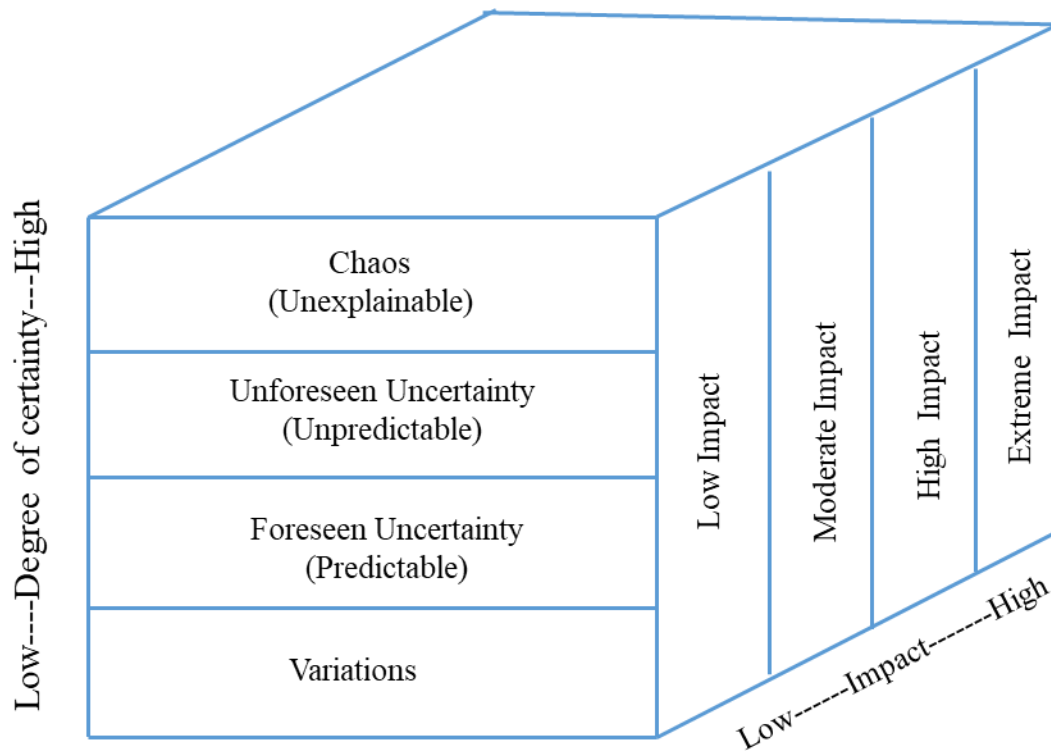 Low----Degree of certainty---High
Chaos
(Unexplainable)
Unforeseen Uncertainty
(Unpredictable)
Foreseen Uncertainty
(Predictable)
Variations
Low Impact
Moderate Impact
High Impact
Extreme Impact
Low------Impact-------High